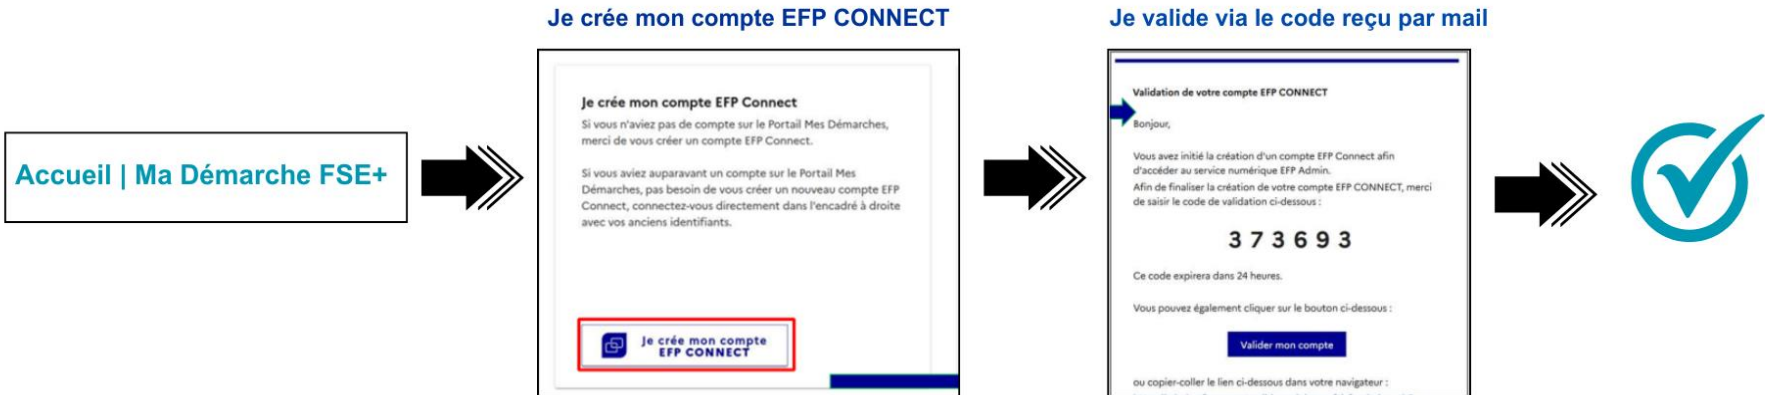 Je crée mon compte EFP CONNECT
Je valide via le code reçu par mail
Accueil | Ma Démarche FSE+
Je crée mon compte EFP Connect
Si vous n'aviez pas de compte sur le Portail Mes Démarches,
merci de vous créer un compte EFP Connect.
Si vous aviez auparavant un compte sur le Portail Mes
Démarches, pas besoin de vous créer un nouveau compte EFP
Connect, connectez-vous directement dans l'encadré à droite
avec vos anciens identifiants.
Je crée mon compte
EFP CONNECT
Validation de votre compte EFP CONNECT
Bonjour,
Vous avez initié la création d'un compte EFP Connect afin
d'accéder au service numérique EFP Admin.
Afin de finaliser la création de votre compte EFP CONNECT, merci
de saisir le code de validation ci-dessous :
3 7 3 6 9 3
Ce code expirera dans 24 heures.
Vous pouvez également cliquer sur le bouton ci-dessous :
Valider mon compte
ou copier-coller le lien ci-dessous dans votre navigateur :